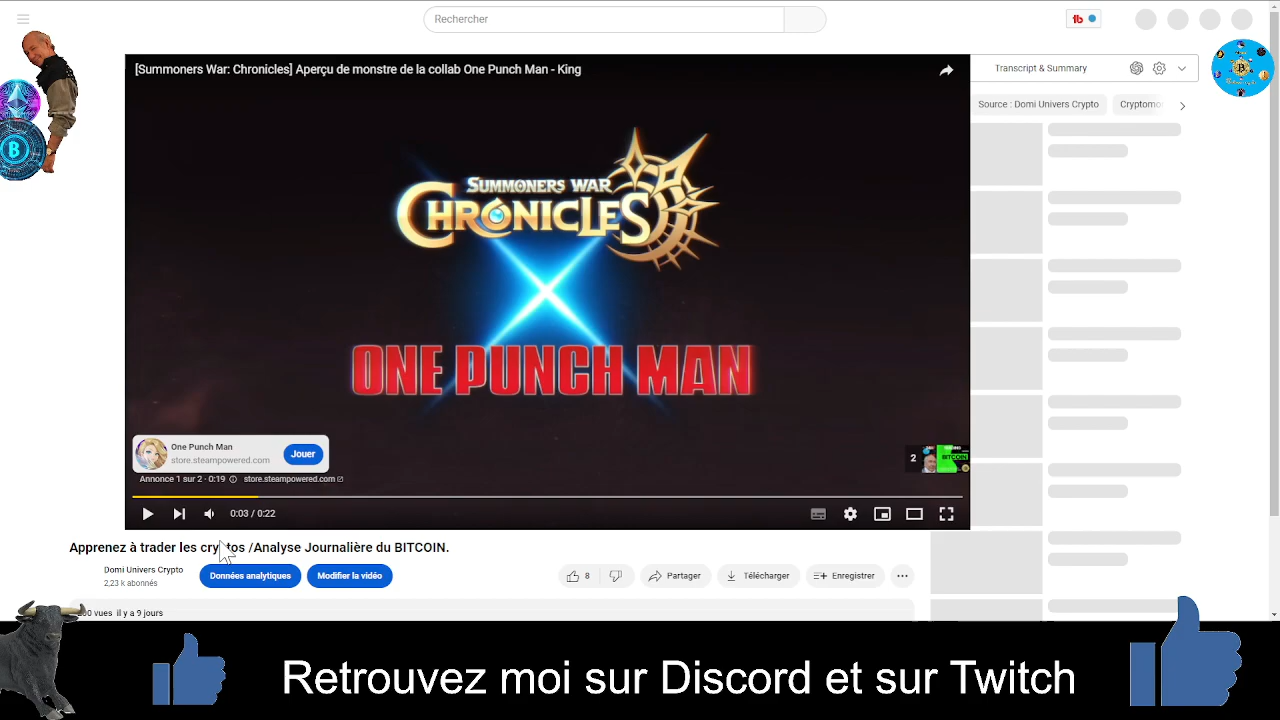 Rechercher
tb
[Summoners War: Chronicles] Aperçu de monstre de la collab One Punch Man - King
Transcript & Summary
Source : Domi Univers Crypto
SUMMONERS WAR
CHRONICLES
ONE PUNCH MAN
One Punch Man
store.steampowered.com
Jouer
2
BITCOIN
Annonce 1 sur 2 · 0:19
store.steampowered.com
0:03 / 0:22
Apprenez à trader les cryptos /Analyse Journalière du BITCOIN.
Domi Univers Crypto
2,23 k abonnés
Données analytiques
Modifier la vidéo
8
Partager
Télécharger
Enregistrer
vues il y a 9 jours
Retrouvez moi sur Discord et sur Twitch